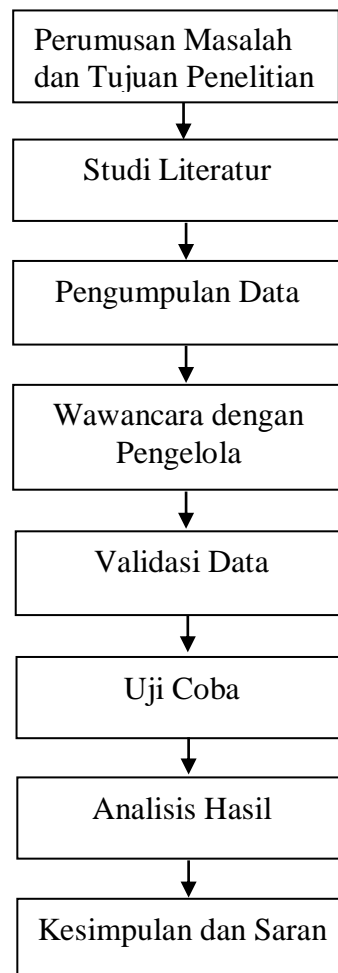 Perumusan Masalah
dan Tujuan Penelitian
Studi Literatur
Pengumpulan Data
Wawancara dengan
Pengelola
Validasi Data
Uji Coba
Analisis Hasil
Kesimpulan dan Saran